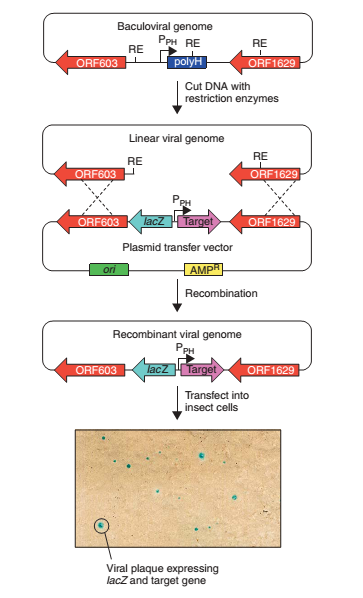 Baculoviral genome
RE PPH RE RE
ORF603 polyH ORF1629
Cut DNA with
restriction enzymes
Linear viral genome
ORF603 RE RE ORF1629
PPH
ORF603 lacZ Target ORF1629
Plasmid transfer vector
ori AMPR
Recombination
Recombinant viral genome
PPH
ORF603 lacZ Target ORF1629
Transfect into
insect cells
Viral plaque expressing
lacZ and target gene